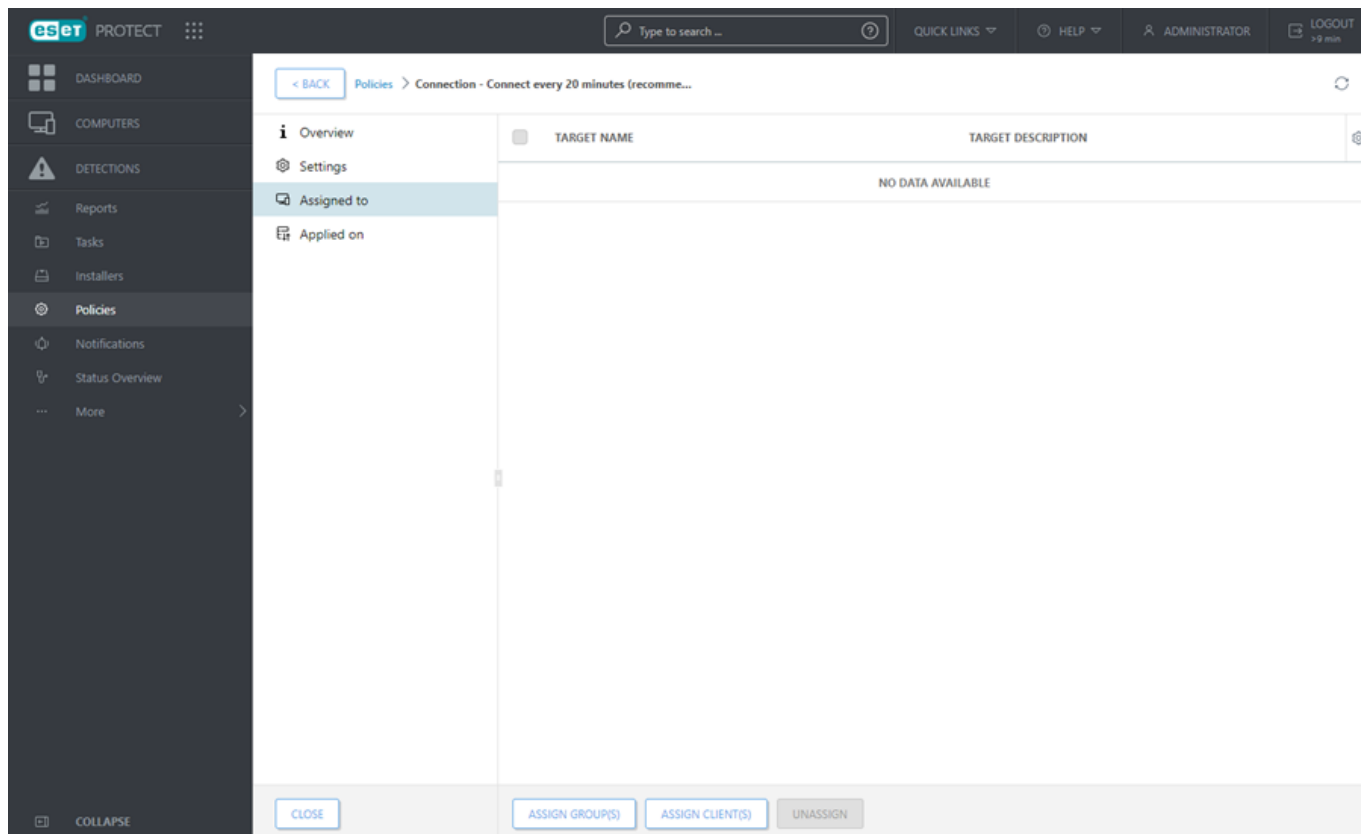 eset PROTECT
Type to search ...
QUICK LINKS
HELP
ADMINISTRATOR
LOGOUT
>9 min
DASHBOARD
COMPUTERS
DETECTIONS
Reports
Tasks
Installers
Policies
Notifications
Status Overview
More
COLLAPSE
< BACK
Policies > Connection - Connect every 20 minutes (recomme...
Overview
Settings
Assigned to
Applied on
CLOSE
TARGET NAME
TARGET DESCRIPTION
NO DATA AVAILABLE
ASSIGN GROUP(S)
ASSIGN CLIENT(S)
UNASSIGN